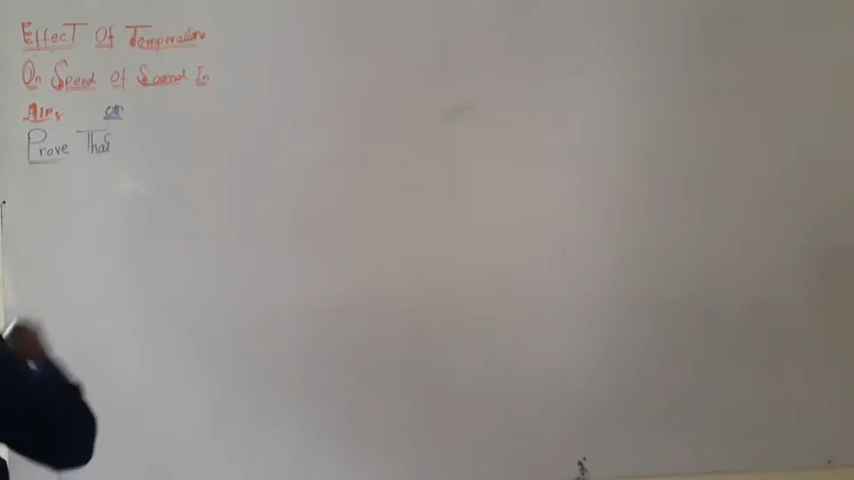 Effect Of Temperature
On Speed of Sound In
Air. or
Prove That